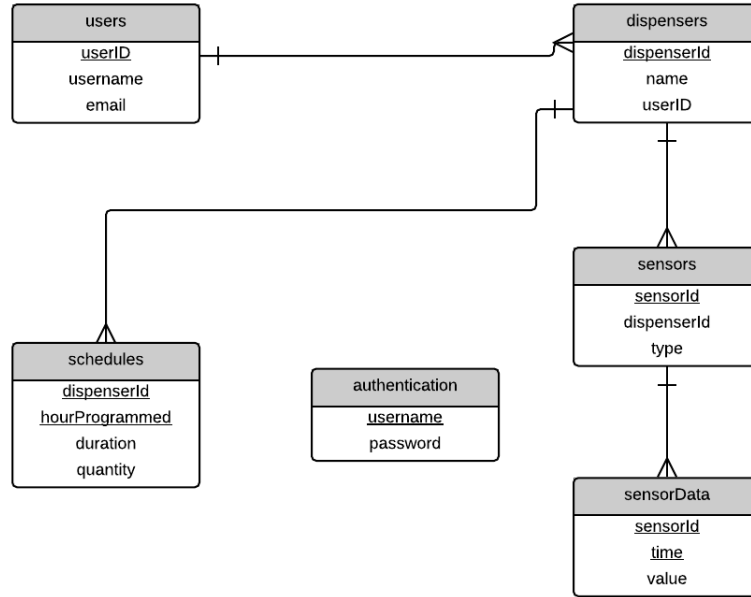 users
userID
username
email
dispensers
dispenserId
name
userID
sensors
sensorId
dispenserId
type
schedules
dispenserId
hourProgrammed
duration
quantity
authentication
username
password
sensorData
sensorId
time
value